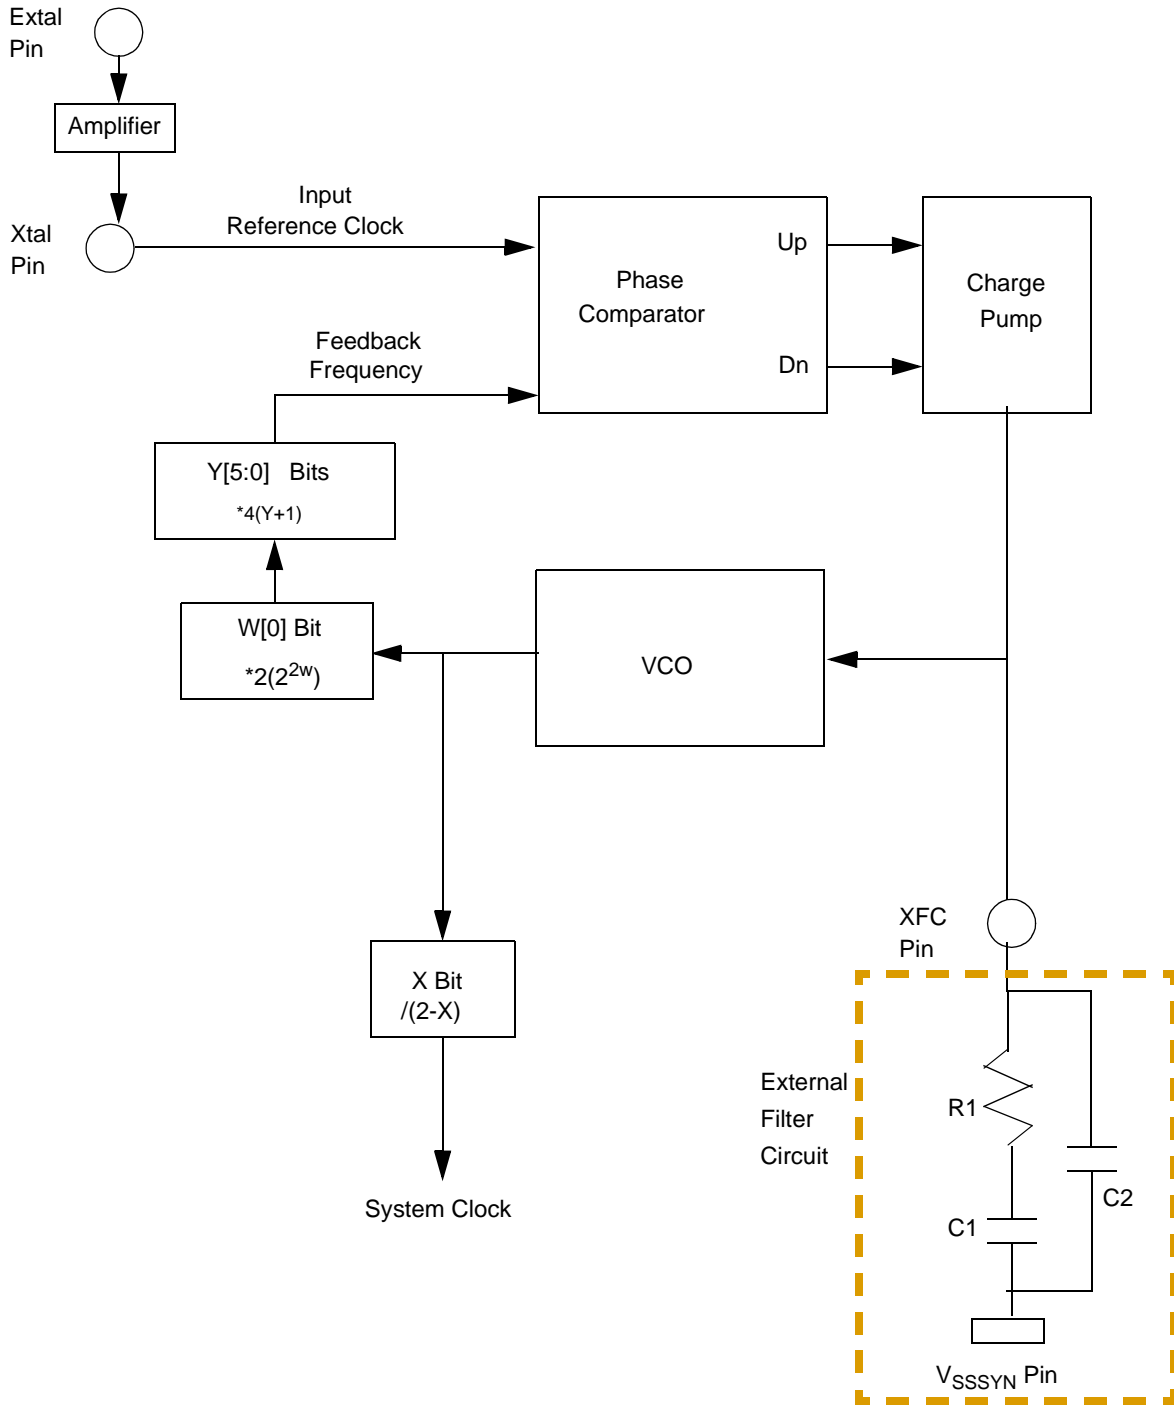 Extal
Pin
Amplifier
Xtal
Pin
Input
Reference Clock
Phase
Comparator
Up
Dn
Charge
Pump
Feedback
Frequency
Y[5:0] Bits
*4(Y+1)
W[0] Bit
*2(2^2w)
VCO
X Bit
/(2-X)
System Clock
XFC
Pin
External
Filter
Circuit
R1
C1
C2
VSSSYN Pin